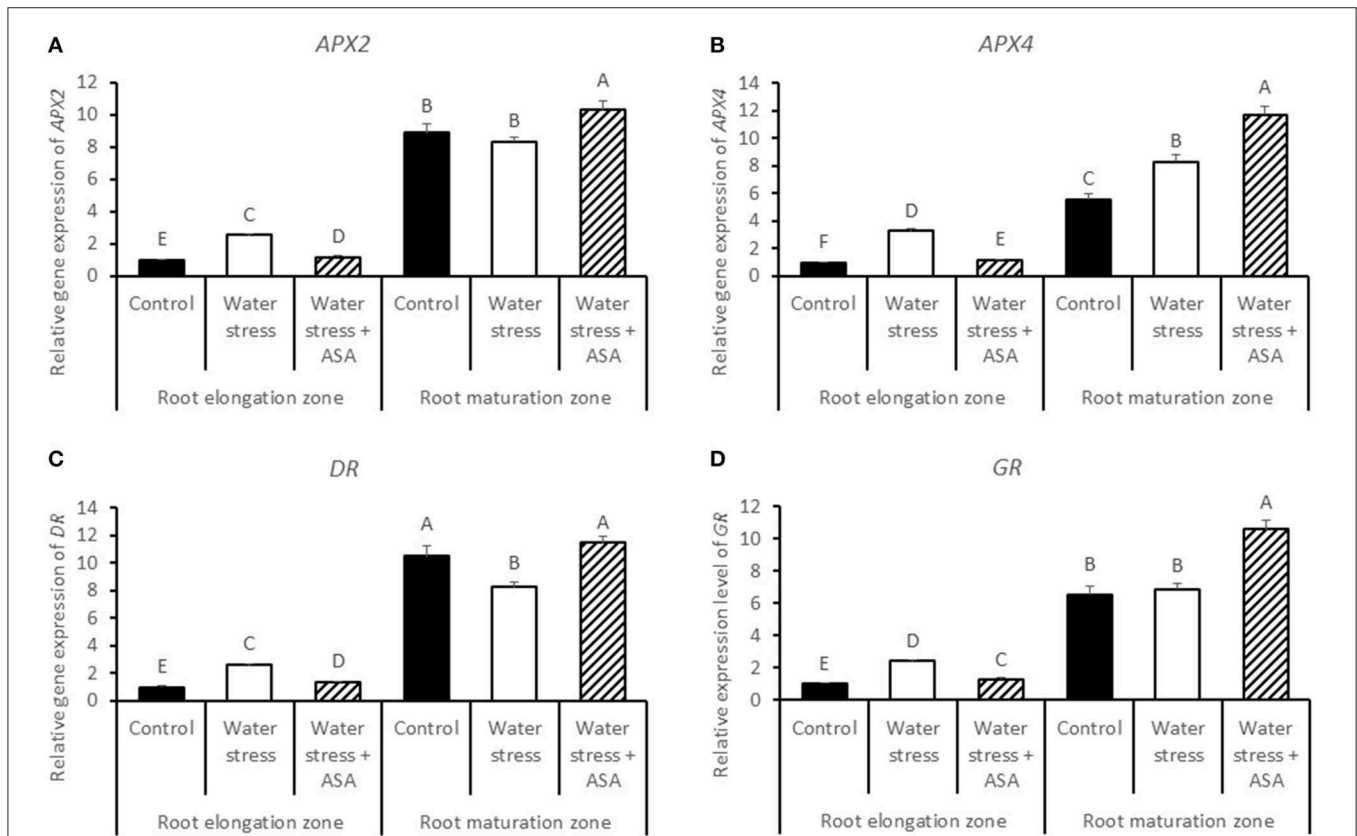 A
APX2
Relative gene expression of APX2
12
10
8
6
4
2
0
E
C
D
B
B
A
Control
Water
stress
Water
stress +
ASA
Control
Water
stress
Water
stress +
ASA
Root elongation zone
Root maturation zone
B
APX4
Relative gene expression of APX4
14
12
10
8
6
4
2
0
F
D
E
C
B
A
Control
Water
stress
Water
stress +
ASA
Control
Water
stress
Water
stress +
ASA
Root elongation zone
Root maturation zone
C
DR
Relative gene expression of DR
14
12
10
8
6
4
2
0
E
C
D
A
B
A
Control
Water
stress
Water
stress +
ASA
Control
Water
stress
Water
stress +
ASA
Root elongation zone
Root maturation zone
D
GR
Relative expression level of GR
12
10
8
6
4
2
0
E
D
C
B
B
A
Control
Water
stress
Water
stress +
ASA
Control
Water
stress
Water
stress +
ASA
Root elongation zone
Root maturation zone